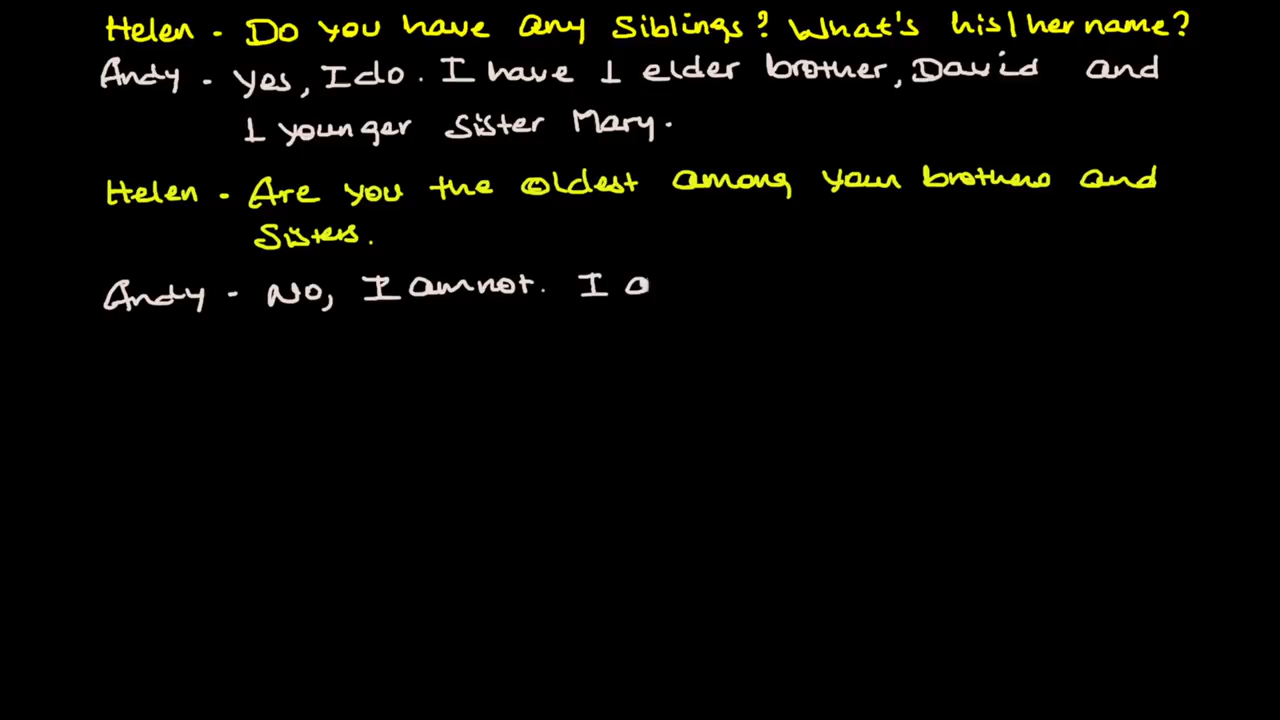 Helen - Do you have any Siblings? What's his/her name?
Andy - Yes, I do. I have 1 elder brother, David and
1 younger Sister Mary.
Helen - Are you the oldest among your brothers and
Sisters.
Andy - No, I am not. I a